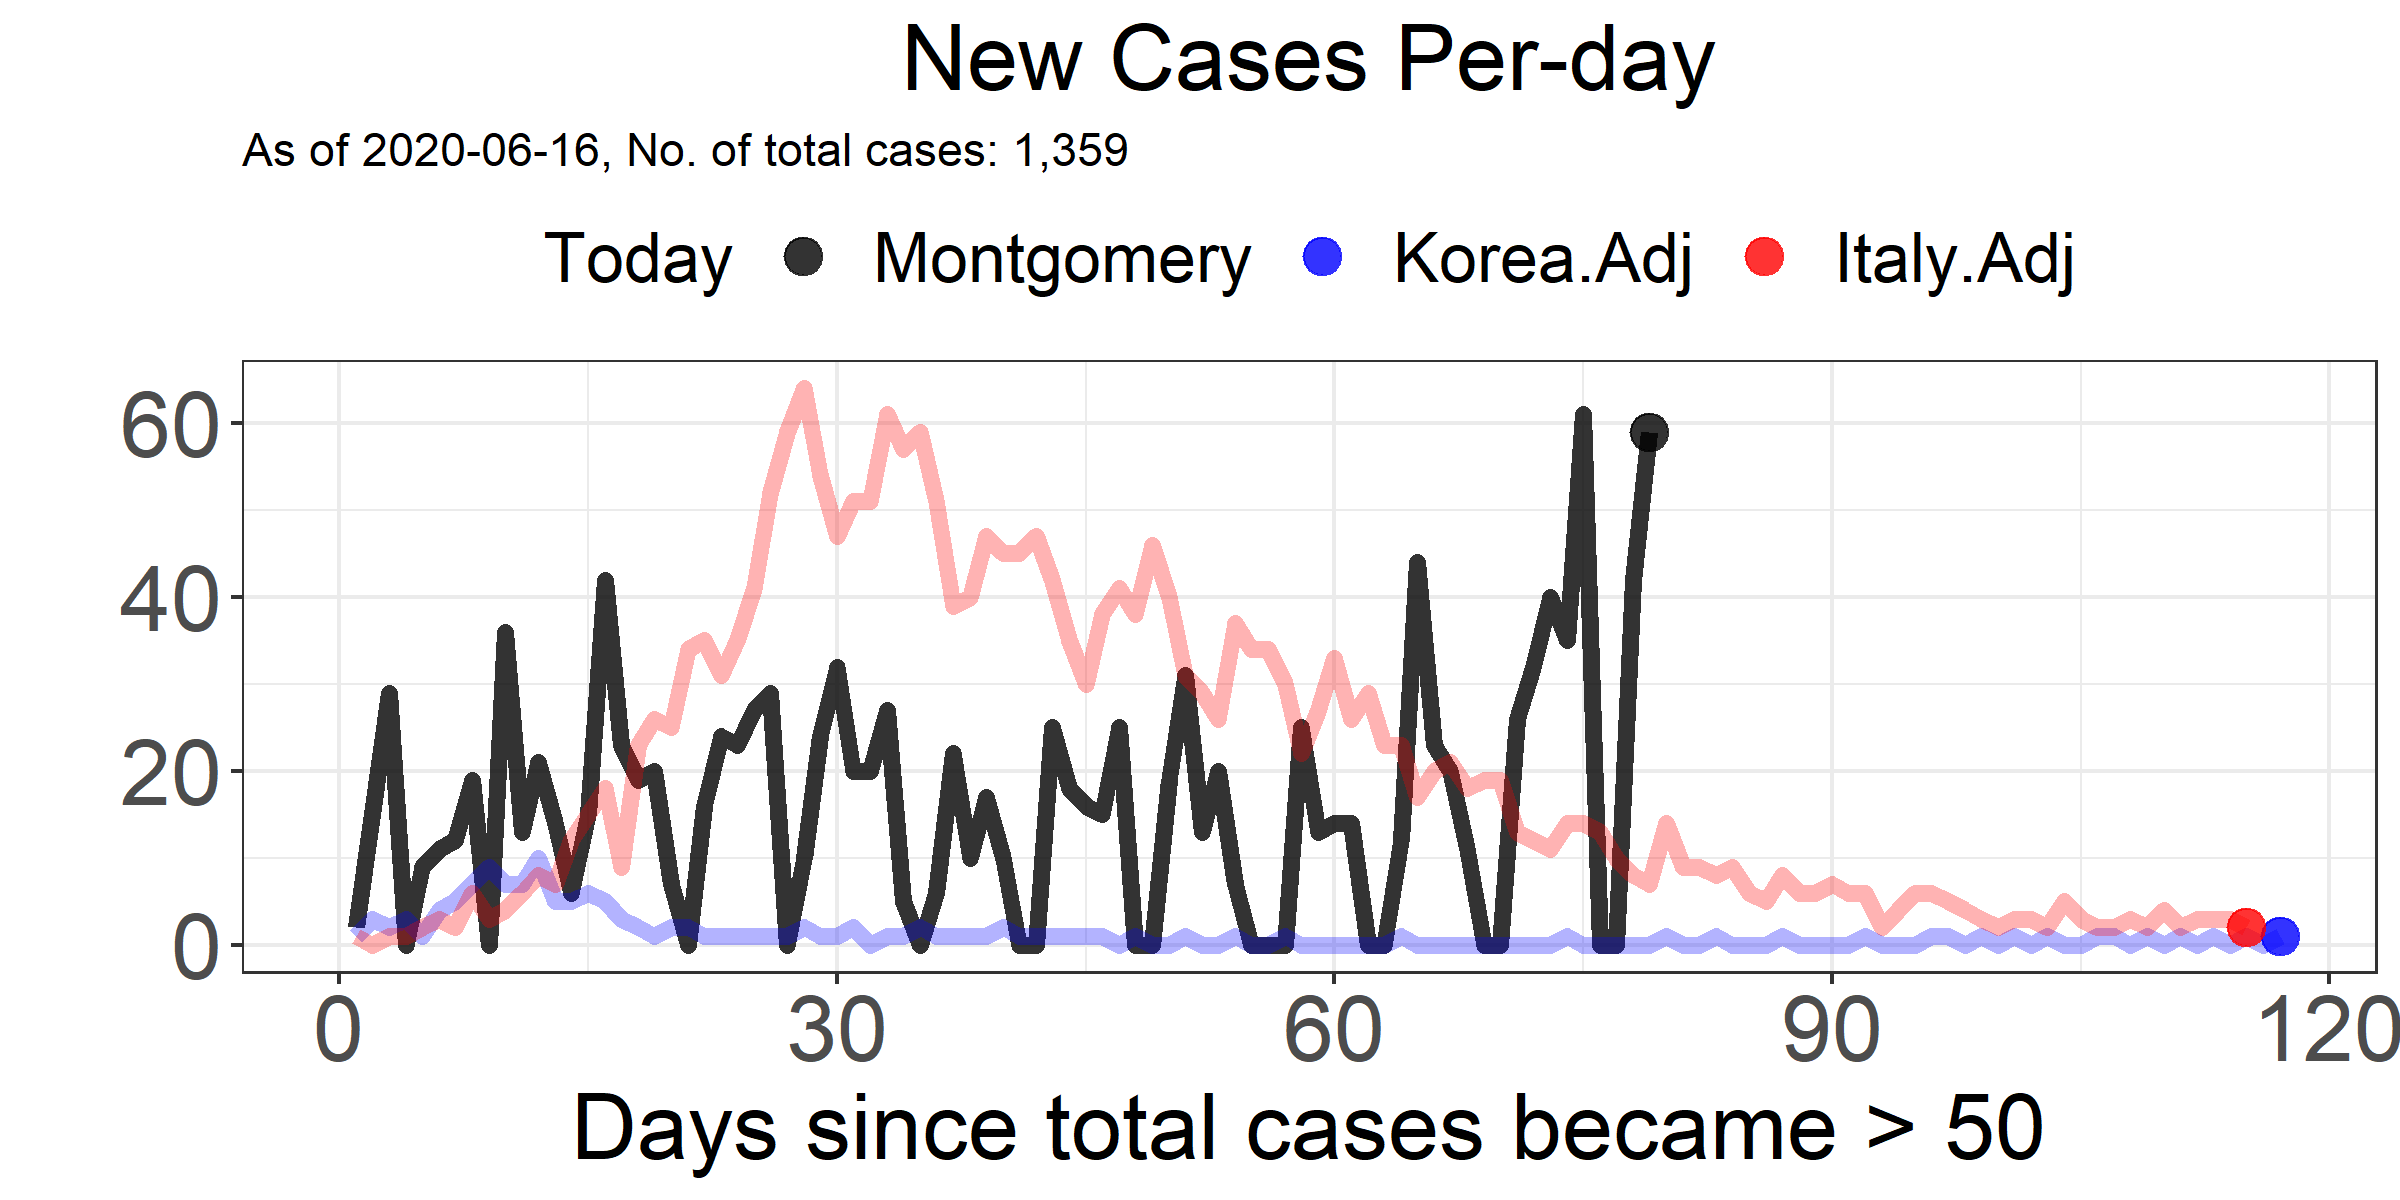 New Cases Per-day
As of 2020-06-16, No. of total cases: 1,359
Today Montgomery Korea.Adj Italy.Adj
60
40
20
0
0 30 60 90 120
Days since total cases became > 50